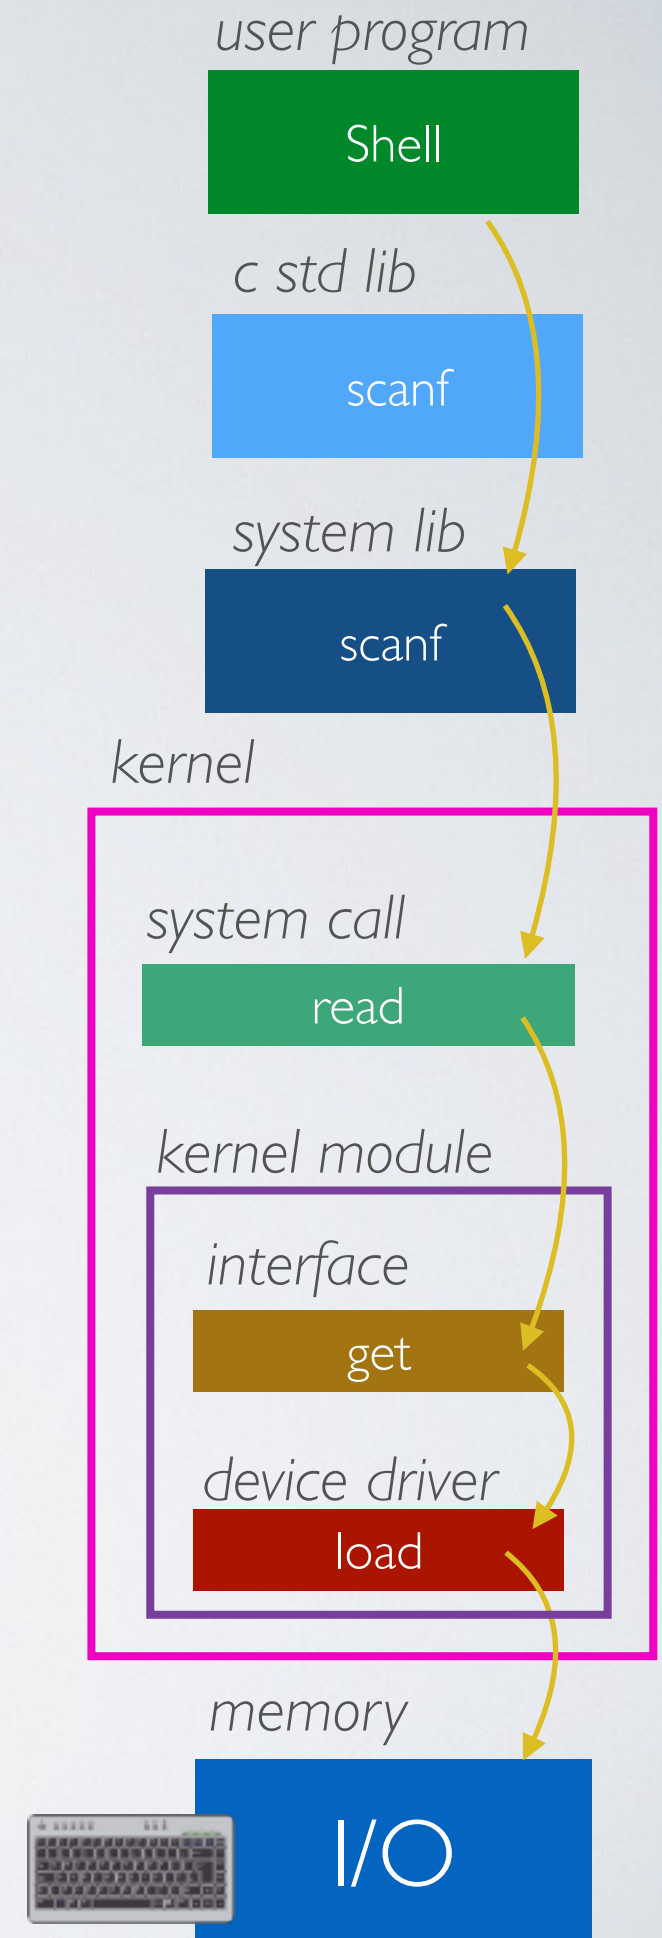 user program
Shell
c std lib
scanf
system lib
scanf
kernel
system call
read
kernel module
interface
get
device driver
load
memory
I/O